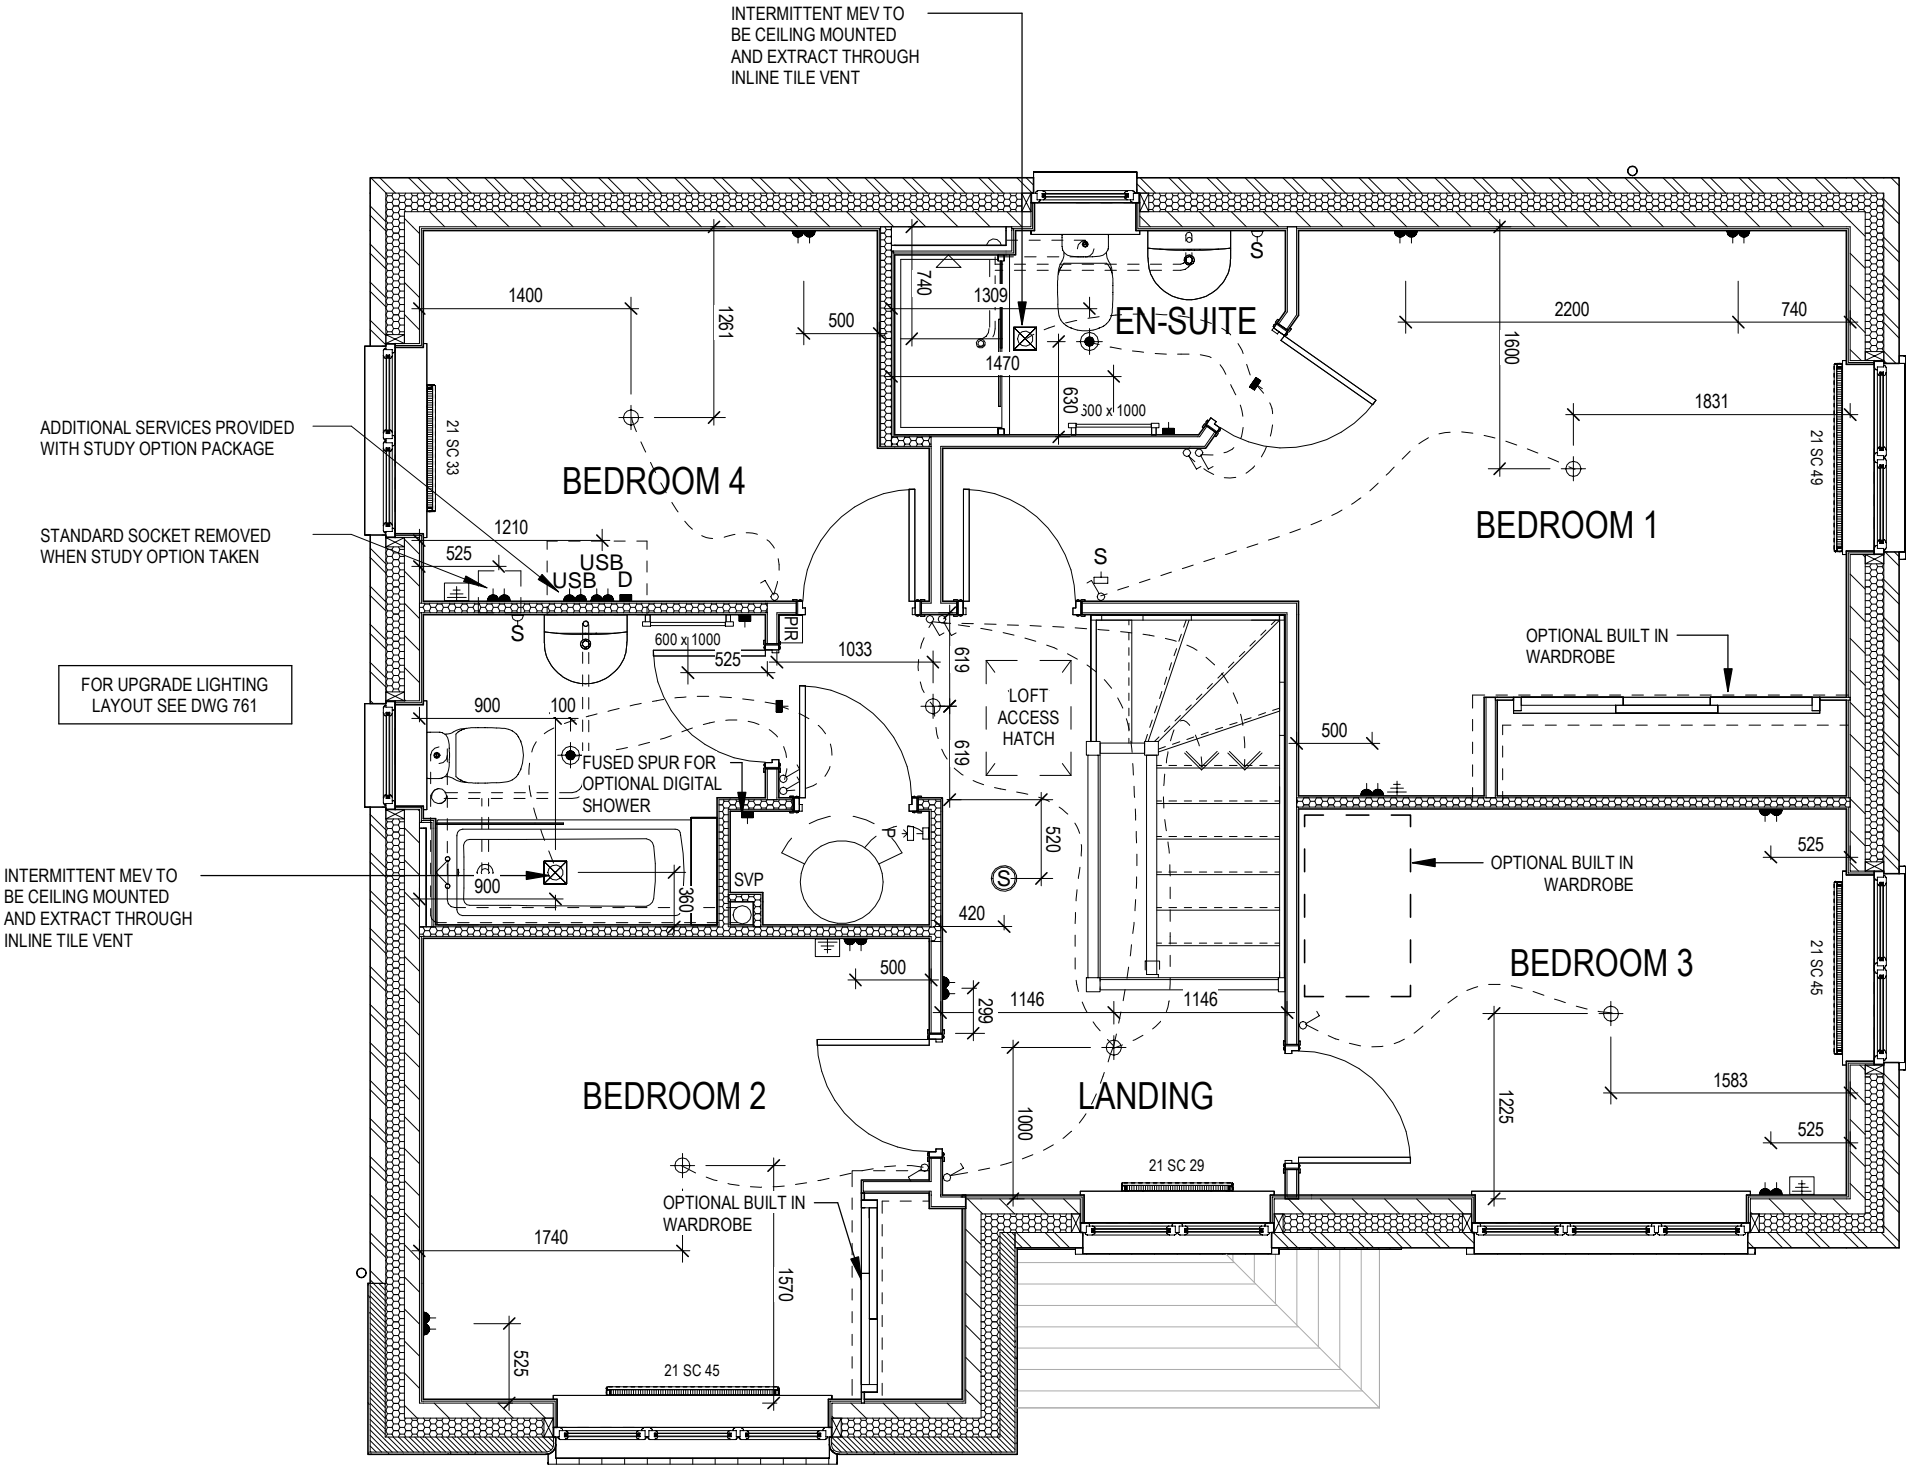 INTERMITTENT MEV TO
BE CEILING MOUNTED
AND EXTRACT THROUGH
INLINE TILE VENT
1400
1261
500
740
1309
S
EN-SUITE
1470
630
600 x 1000
2200
740
1600
1831
21 SC 49
ADDITIONAL SERVICES PROVIDED
WITH STUDY OPTION PACKAGE
21 SC 33
BEDROOM 4
BEDROOM 1
STANDARD SOCKET REMOVED
WHEN STUDY OPTION TAKEN
1210
525
USB
USB
D
S
S
PIR
600 x 1000
525
1033
619
OPTIONAL BUILT IN
WARDROBE
FOR UPGRADE LIGHTING
LAYOUT SEE DWG 761
900
100
LOFT
ACCESS
HATCH
619
500
FUSED SPUR FOR
OPTIONAL DIGITAL
SHOWER
520
525
INTERMITTENT MEV TO
BE CEILING MOUNTED
AND EXTRACT THROUGH
INLINE TILE VENT
900
360
SVP
P
S
420
OPTIONAL BUILT IN
WARDROBE
500
299
1146
1146
BEDROOM 3
21 SC 45
BEDROOM 2
LANDING
1000
1225
1583
525
21 SC 29
OPTIONAL BUILT IN
WARDROBE
1740
1570
525
21 SC 45